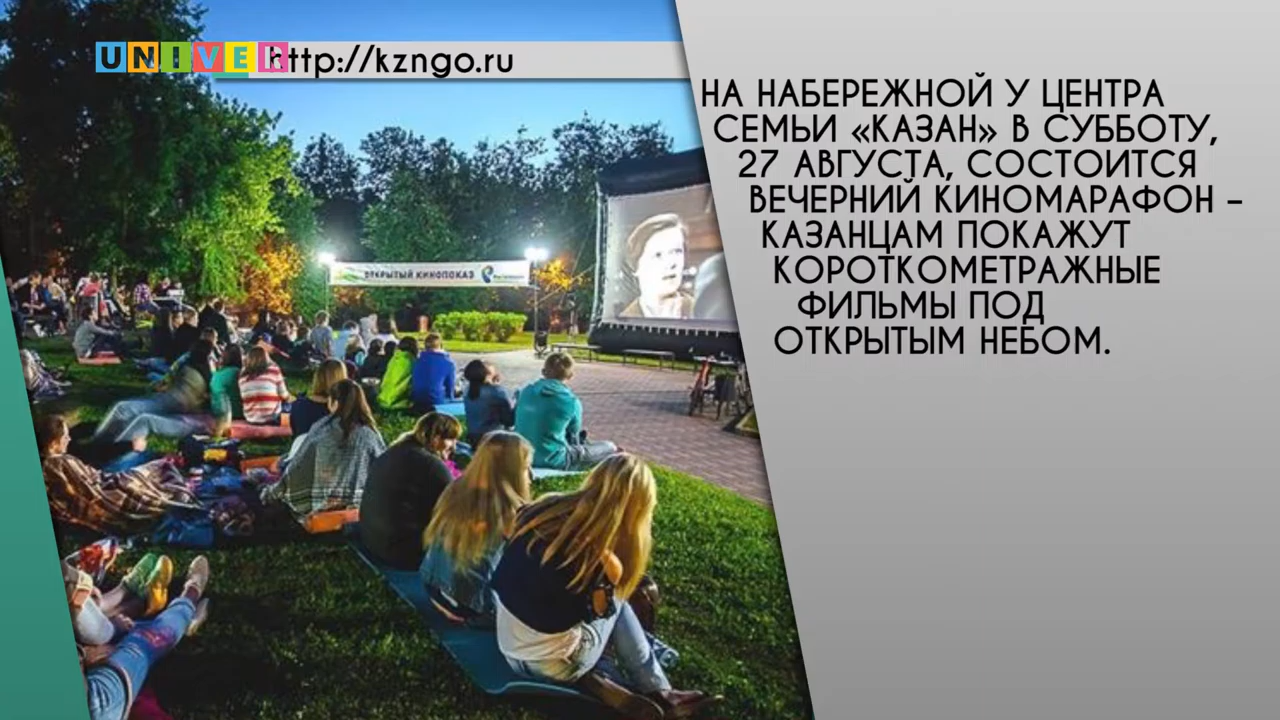 UNIVER
http://kzngo.ru
НА НАБЕРЕЖНОЙ У ЦЕНТРА
СЕМЬИ «КАЗАН» В СУББОТУ,
27 АВГУСТА, СОСТОИТСЯ
ВЕЧЕРНИЙ КИНОМАРАФОН –
КАЗАНЦАМ ПОКАЖУТ
КОРОТКОМЕТРАЖНЫЕ
ФИЛЬМЫ ПОД
ОТКРЫТЫМ НЕБОМ.
ОТКРЫТЫЙ КИНОПОКАЗ